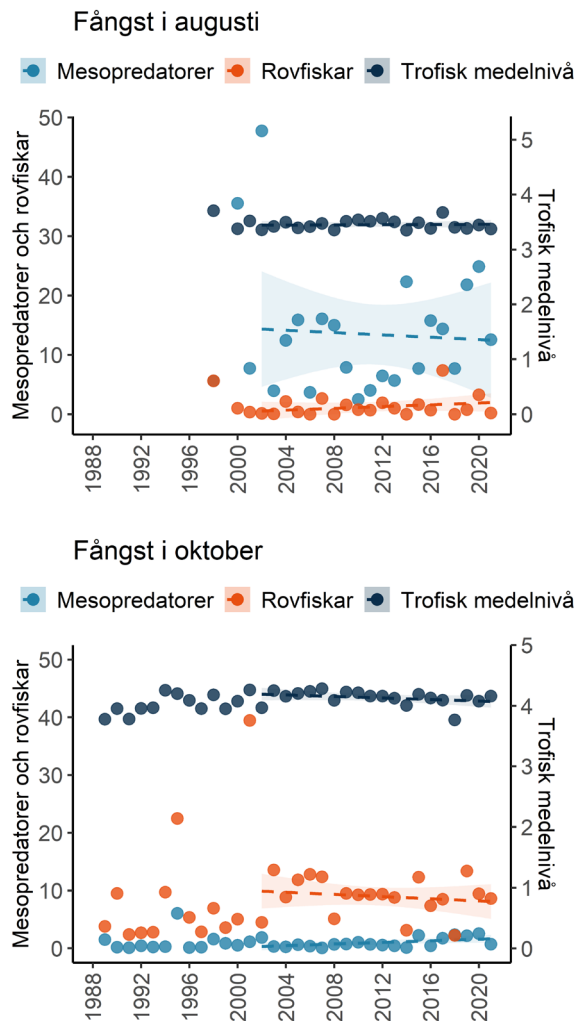 Fångst i augusti
Mesopredatorer Rovfiskar Trofisk medelnivå
Mesopredatorer och rovfiskar
50
40
30
20
10
0
5
4
3
2
1
0
Trofisk medelnivå
1988 1992 1996 2000 2004 2008 2012 2016 2020
Fångst i oktober
Mesopredatorer Rovfiskar Trofisk medelnivå
Mesopredatorer och rovfiskar
50
40
30
20
10
0
5
4
3
2
1
0
Trofisk medelnivå
1988 1992 1996 2000 2004 2008 2012 2016 2020